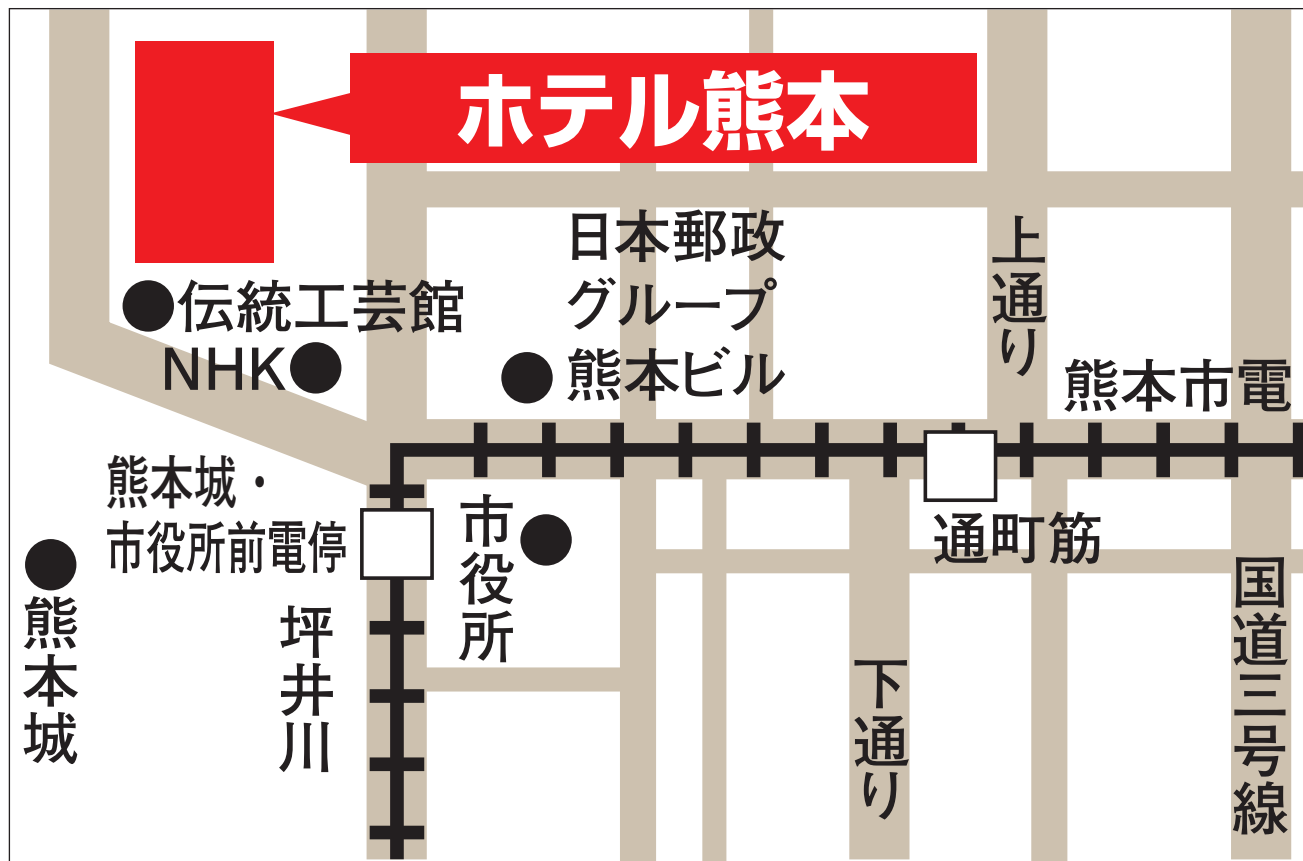 ホテル熊本
日本郵政
グループ
熊本ビル
上通り
伝統工芸館
NHK
熊本市電
熊本城・
市役所前電停
市役所
通町筋
熊本城
坪井川
下通り
国道三号線